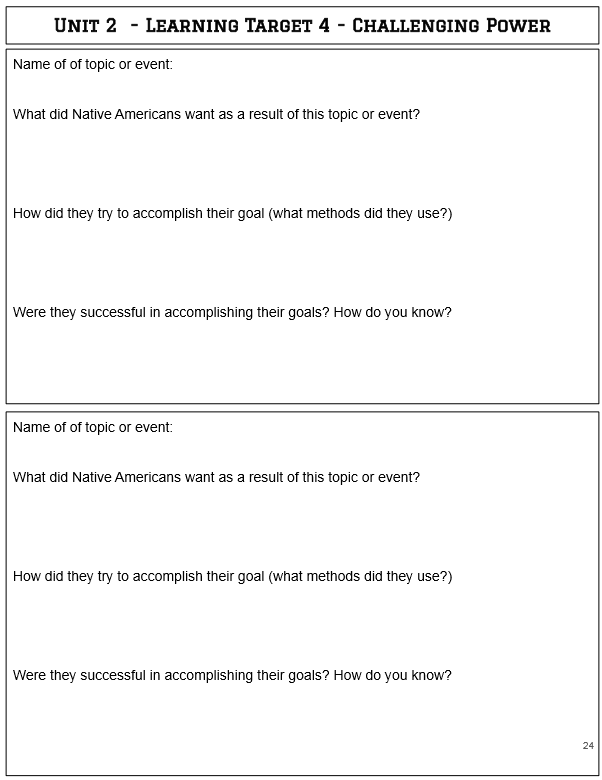 Unit 2 - Learning Target 4 - Challenging Power
Name of of topic or event:
What did Native Americans want as a result of this topic or event?
How did they try to accomplish their goal (what methods did they use?)
Were they successful in accomplishing their goals? How do you know?
Name of of topic or event:
What did Native Americans want as a result of this topic or event?
How did they try to accomplish their goal (what methods did they use?)
Were they successful in accomplishing their goals? How do you know?
24